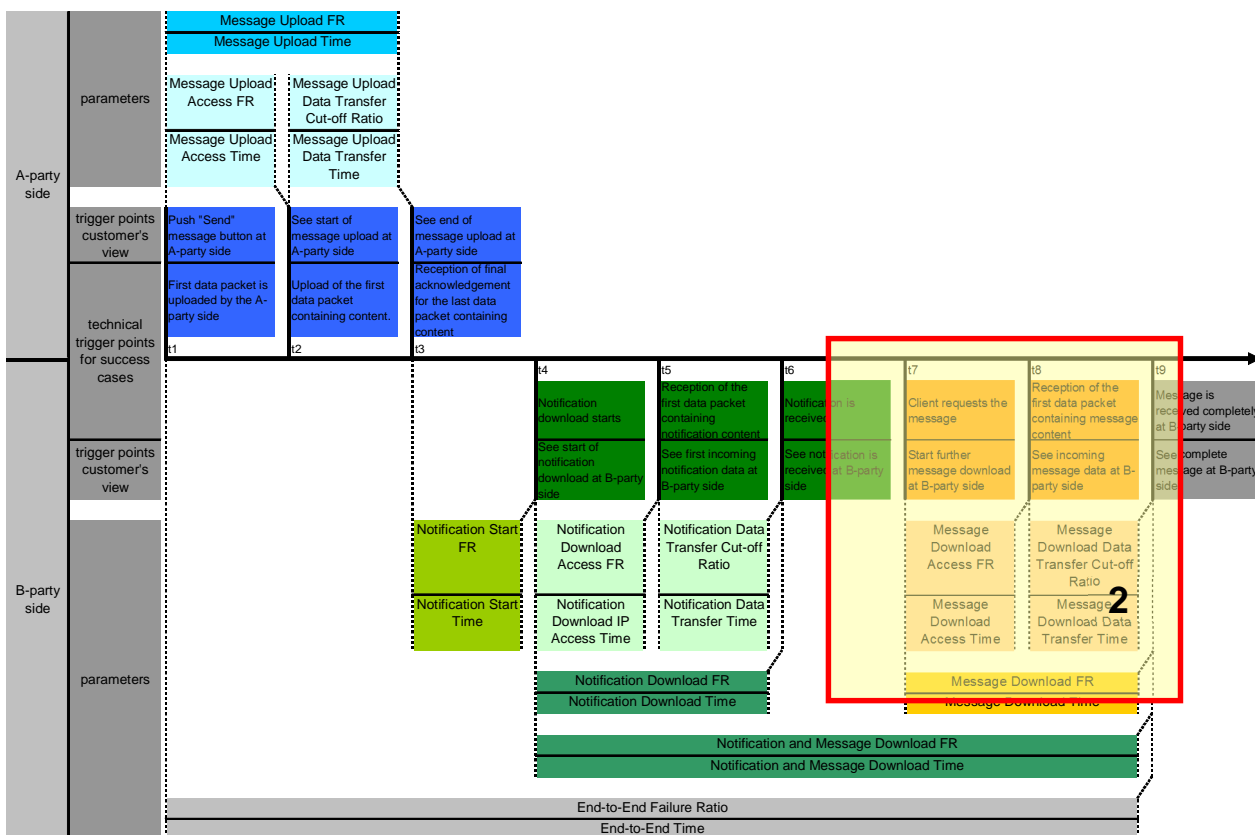 Message Upload FR
Message Upload Time
parameters
Message Upload
Access FR
Message Upload
Access Time
Message Upload
Data Transfer
Cut-off Ratio
Message Upload
Data Transfer
Time
A-party
side
trigger points
customer's
view
Push "Send"
message button at
A-party side
See start of
message upload at
A-party side
See end of
message upload at
A-party side
technical
trigger points
for success
cases
First data packet is
uploaded by the A-
party side
Upload of the first
data packet
containing content.
Reception of final
acknowledgement
for the last data
packet containing
content
t1
t2
t3
t4
t5
t6
t7
t8
t9
Notification
download starts
Reception of the
first data packet
containing
notification content
Notification is
received
Client requests the
message
Reception of the
first data packet
containing message
content
Message is
received completely
at B-party side
trigger points
customer's
view
See start of
notification
download at B-party
side
See first incoming
notification data at
B-party side
See notification is
received at B-party
side
Start further
message download
at B-party side
See incoming
message data at B-
party side
See complete
message at B-party
side
B-party
side
parameters
Notification Start
FR
Notification Start
Time
Notification
Download
Access FR
Notification
Download IP
Access Time
Notification Data
Transfer Cut-off
Ratio
Notification Data
Transfer Time
Message
Download
Access FR
Message
Download
Access Time
Message
Download Data
Transfer Cut-off
Ratio
Message
Download Data
Transfer Time
2
Notification Download FR
Notification Download Time
Message Download FR
Message Download Time
Notification and Message Download FR
Notification and Message Download Time
End-to-End Failure Ratio
End-to-End Time